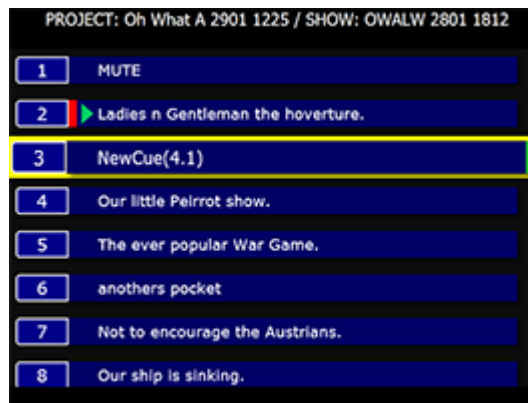 PROJECT: Oh What A 2901 1225 / SHOW: OWALW 2801 1812
1 MUTE
2 Ladies n Gentleman the hoverture.
3 NewCue(4.1)
4 Our little Peirrot show.
5 The ever popular War Game.
6 anothers pocket
7 Not to encourage the Austrians.
8 Our ship is sinking.